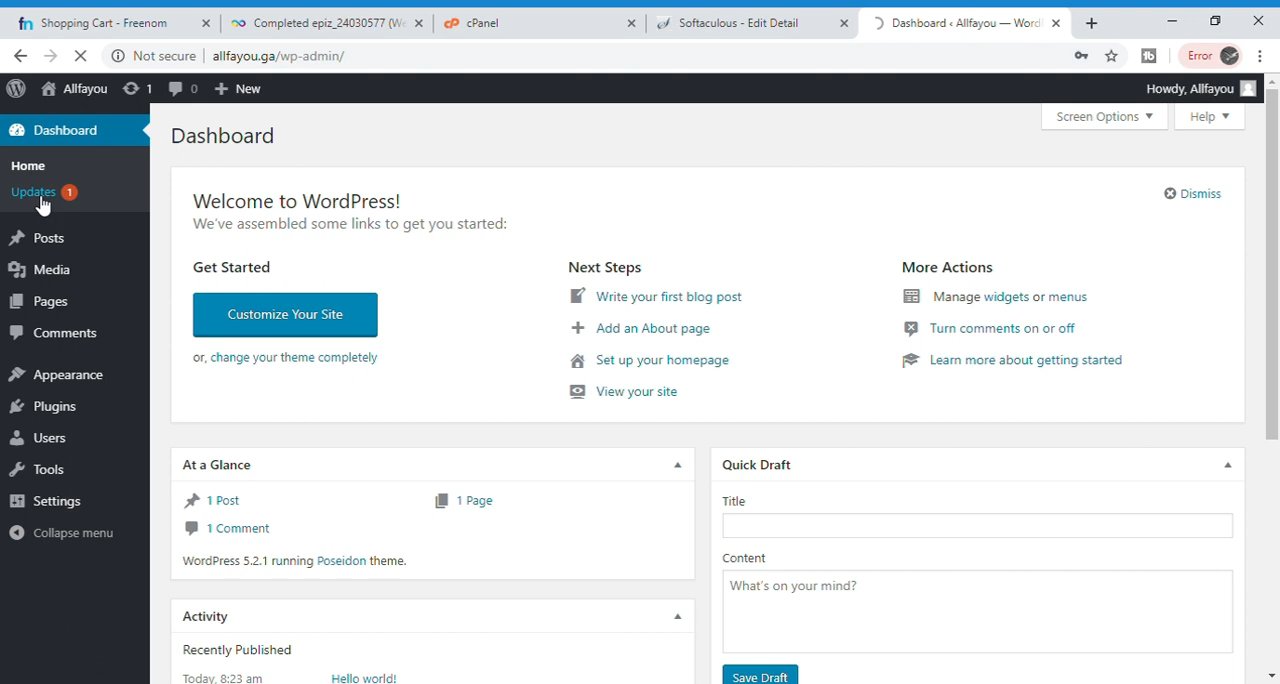 Shopping Cart - Freenom
Completed epiz_24030577 (We
cPanel
Softaculous - Edit Detail
Dashboard ‹ Allfayou — Word
Not secure | allfayou.ga/wp-admin/
Error
Allfayou 1 0 New
Howdy, Allfayou
Dashboard
Home
Updates 1
Posts
Media
Pages
Comments
Appearance
Plugins
Users
Tools
Settings
Collapse menu
Screen Options
Help
Dashboard
Welcome to WordPress!
We've assembled some links to get you started:
Dismiss
Get Started
Customize Your Site
or, change your theme completely
Next Steps
Write your first blog post
Add an About page
Set up your homepage
View your site
More Actions
Manage widgets or menus
Turn comments on or off
Learn more about getting started
At a Glance
1 Post
1 Page
1 Comment
WordPress 5.2.1 running Poseidon theme.
Activity
Recently Published
Today, 8:23 am Hello world!
Quick Draft
Title
Content
What's on your mind?
Save Draft